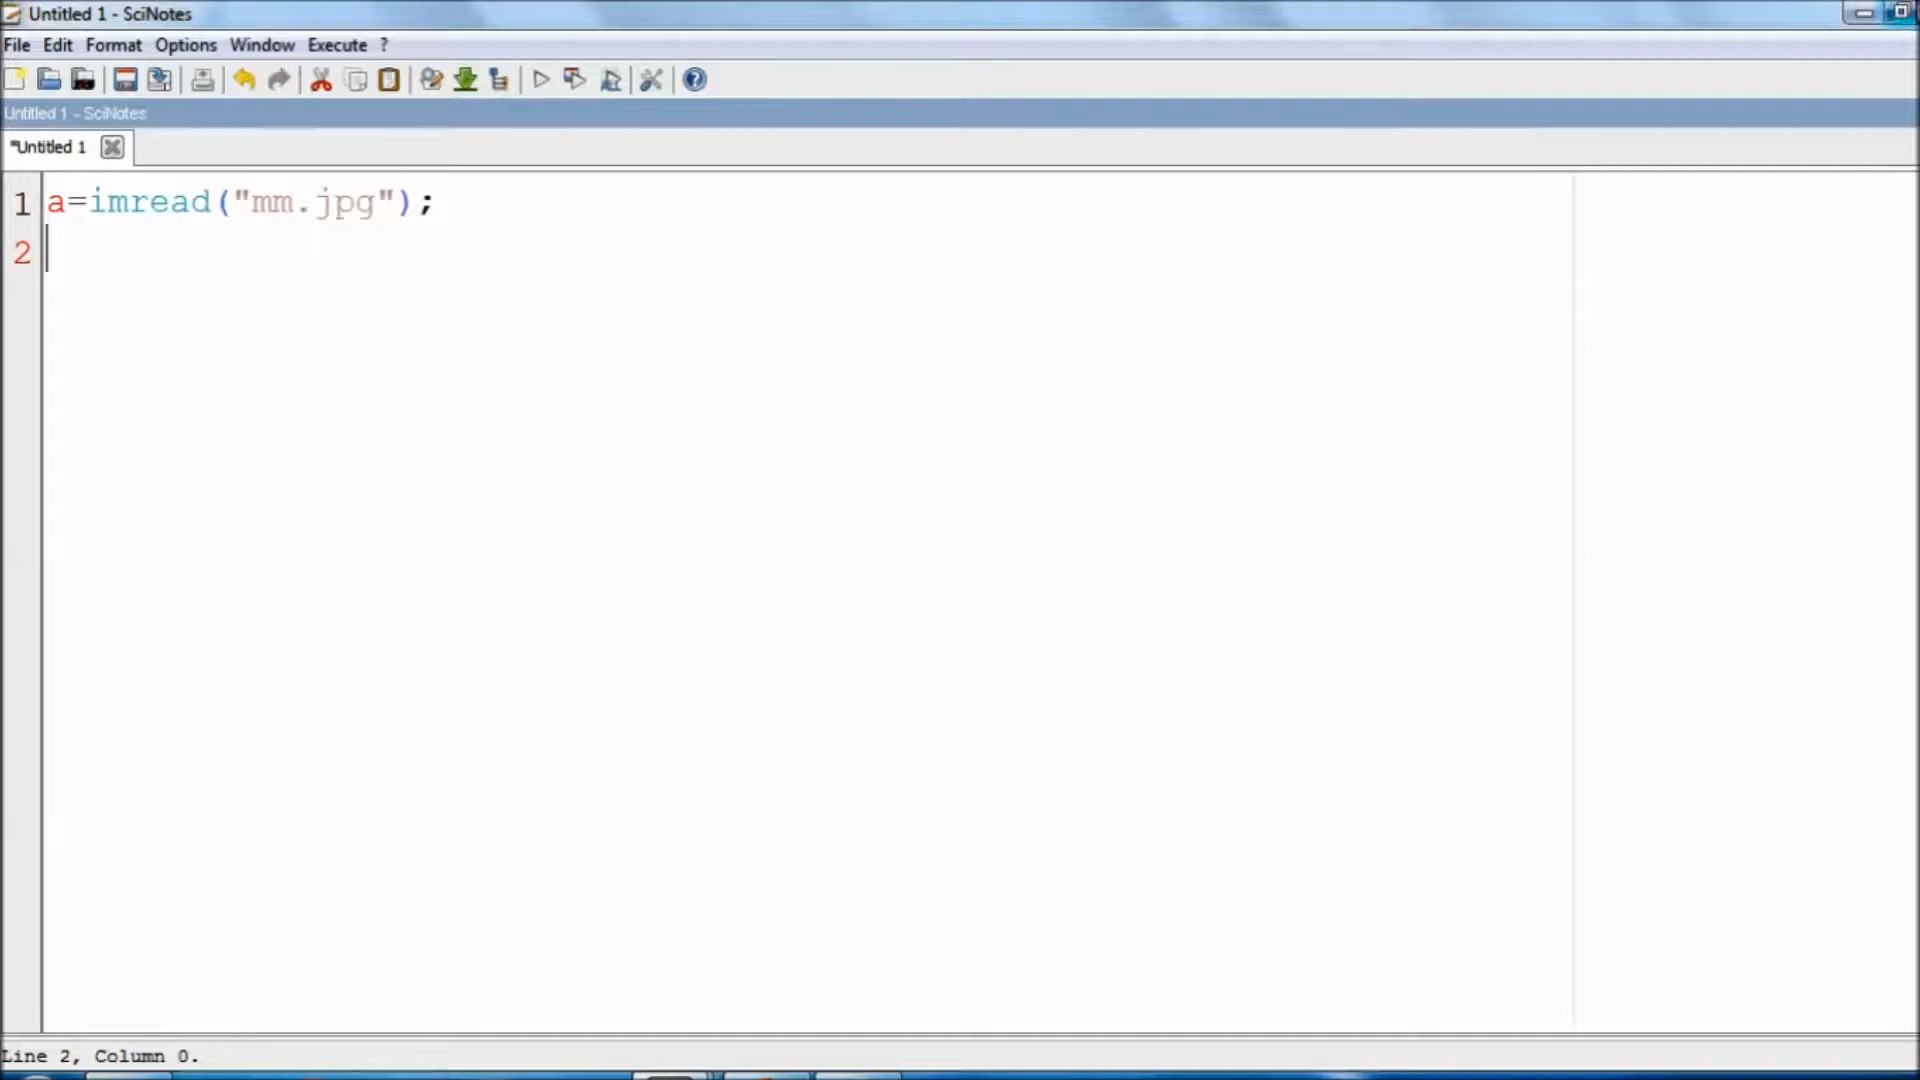 Untitled 1 - SciNotes
File Edit Format Options Window Execute ?
Untitled 1 - SciNotes
*Untitled 1
1 a=imread("mm.jpg");
2
Line 2, Column 0.